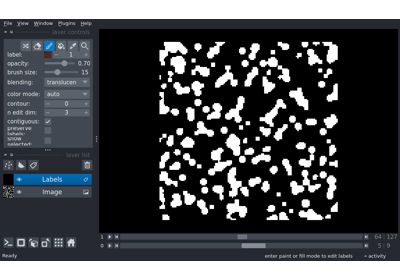 File View Window Plugins Help
layer controls
label: 1
opacity: 0.70
brush size: 15
blending: translucen
color mode: auto
contour: 0
n edit dim: 3
contiguous:
preserve labels:
show selected:
layer list
Labels
Image
1 64 127
0 5 9
Ready enter paint or fill mode to edit labels activity